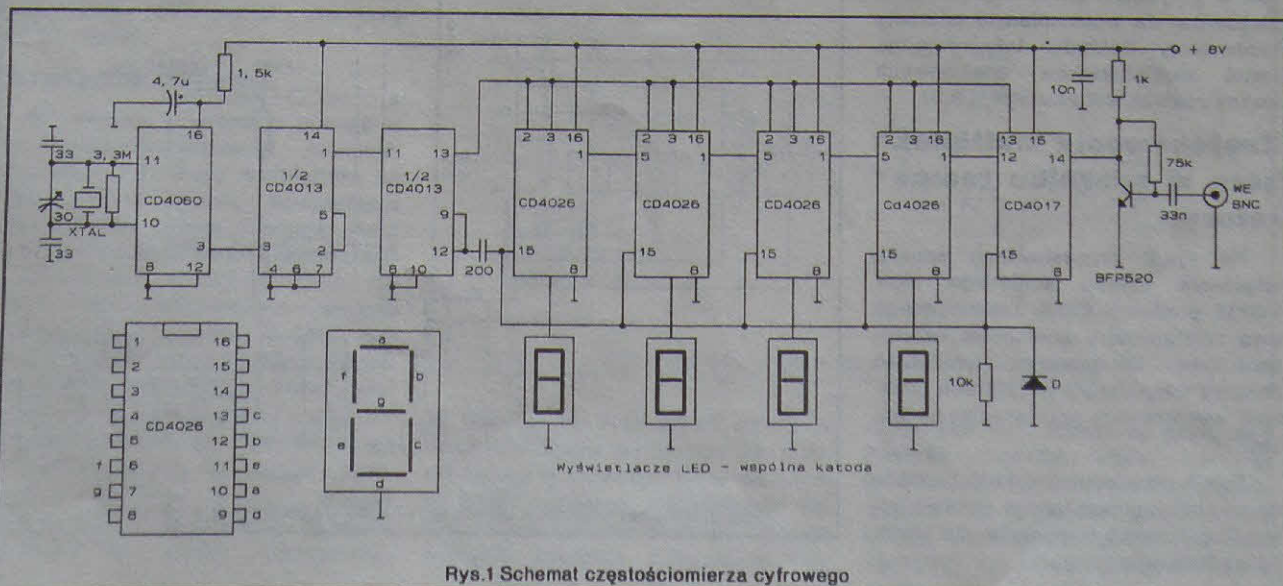 + 8V
4,7u
1,5k
10n
1k
16
14
1
11
13
2 3 16
2 3 16
2 3 16
2 3 16
13 16
33
3,3M
11
1/2
CD4013
1/2
CD4013
5
1
5
1
5
1
12
14
75k
CD4060
CD4026
CD4026
CD4026
Cd4026
CD4017
WE
BNC
33n
30
XTAL
10
33
3
3
5
2
9
12
200
15
15
15
15
15
8 12
4 6 7
8 10
8
8
8
8
8
BFP520
10k
D
1
2
3
4
5
f 6
g 7
8
CD4026
16
15
14
13 c
12 b
11 e
10 a
9 d
a
f
b
g
e
c
d
Wyświetlacze LED - wspólna katoda
Rys.1 Schemat częstościomierza cyfrowego